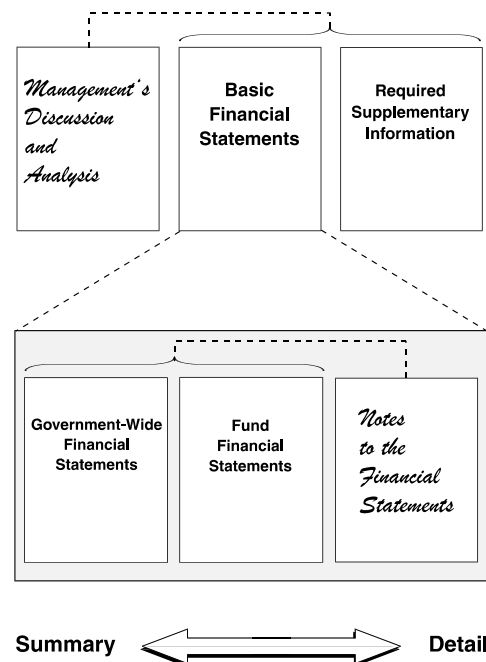 Management's
Discussion
and
Analysis
Basic
Financial
Statements
Required
Supplementary
Information
Government-Wide
Financial
Statements
Fund
Financial
Statements
Notes
to the
Financial
Statements
Summary
Detail